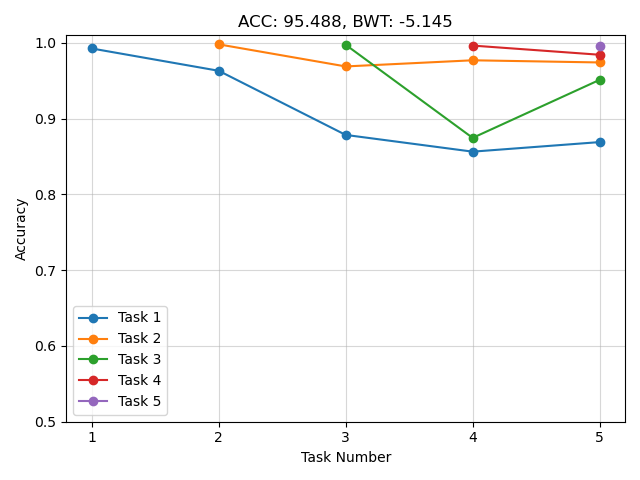 ACC: 95.488, BWT: -5.145
1.0
0.9
0.8
0.7
0.6
0.5
Accuracy
Task 1
Task 2
Task 3
Task 4
Task 5
1 2 3 4 5
Task Number